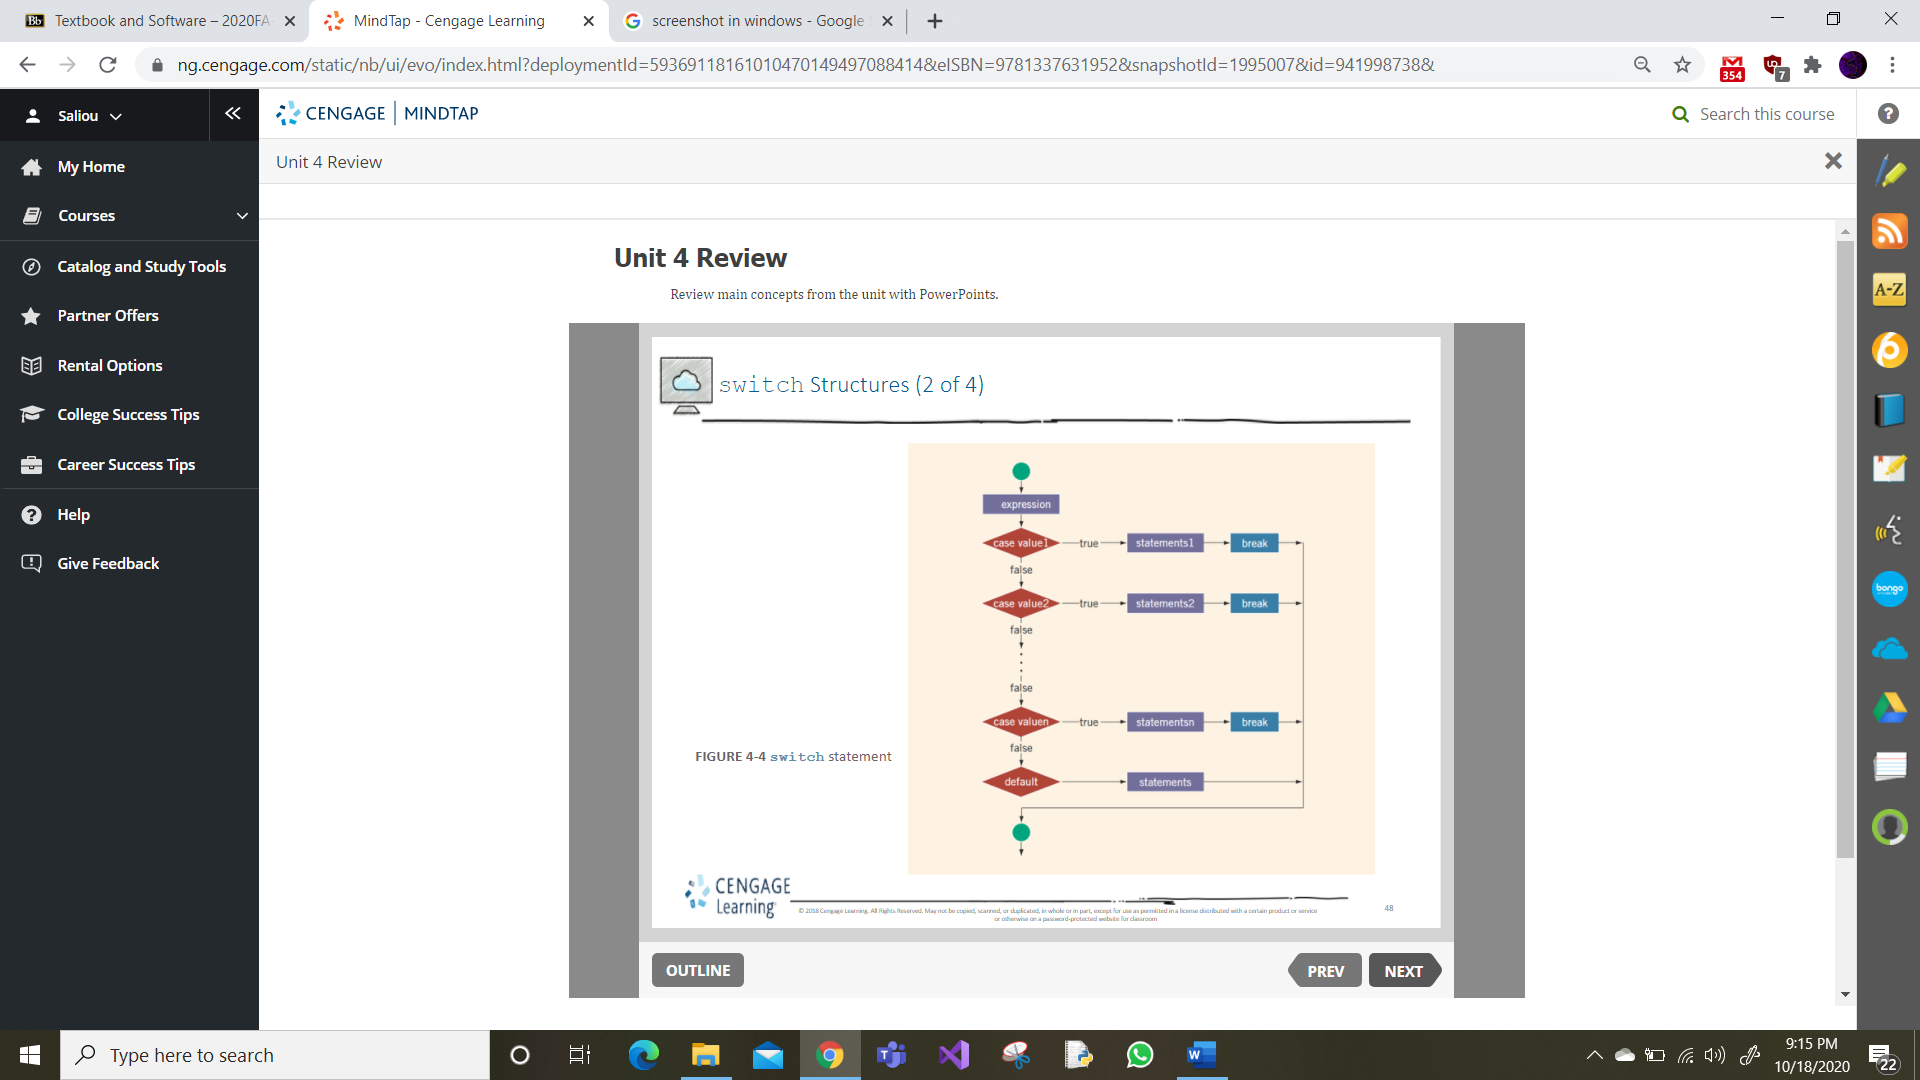 Textbook and Software – 2020FA
MindTap - Cengage Learning
screenshot in windows - Google
ng.cengage.com/static/nb/ui/evo/index.html?deploymentId=5936911816101047014949708 8414&eISBN=9781337631952&snapshotId=1995007&id=941998738&
354
7
Saliou
CENGAGE | MINDTAP
Search this course
Unit 4 Review
My Home
Courses
Catalog and Study Tools
Partner Offers
Rental Options
College Success Tips
Career Success Tips
Help
Give Feedback
Unit 4 Review
Review main concepts from the unit with PowerPoints.
switch Structures (2 of 4)
expression
case value1
true
statements1
break
false
case value2
true
statements2
break
false
false
case valuen
true
statementsn
break
false
default
statements
FIGURE 4-4 switch statement
CENGAGE
Learning
© 2018 Cengage Learning. All Rights Reserved. May not be copied, scanned, or duplicated, in whole or in part, except for use as permitted in a license distributed with a certain product or service
or otherwise on a password-protected website for classroom
48
OUTLINE
PREV
NEXT
A-Z
bongo
Type here to search
9:15 PM
10/18/2020
22